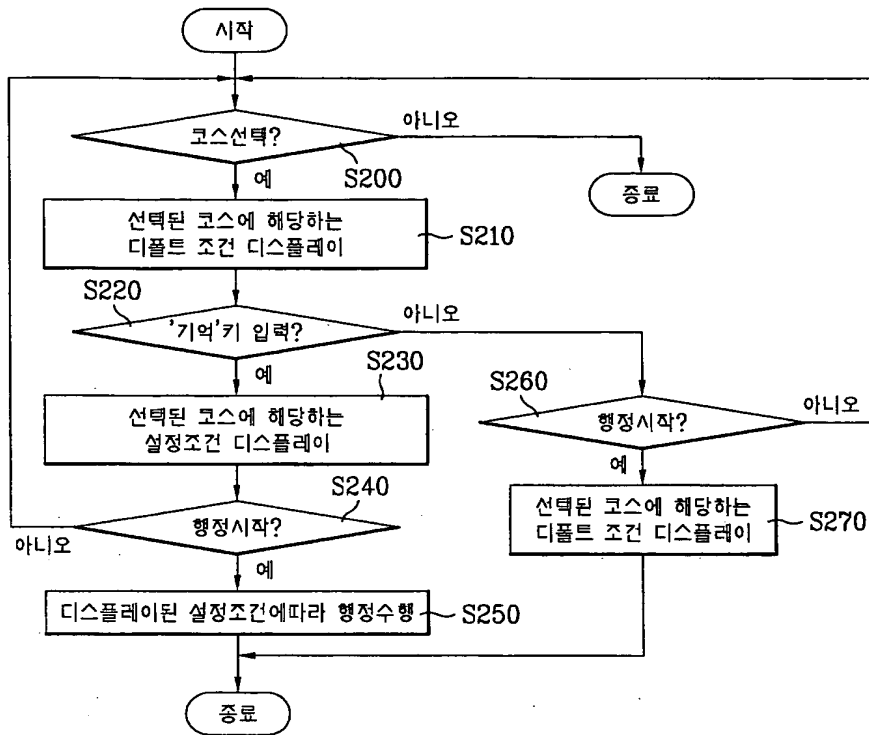 시작
코스선택?
아니오
S200
예
종료
선택된 코스에 해당하는
디폴트 조건 디스플레이
S210
S220
'기억'키 입력?
아니오
예
S230
선택된 코스에 해당하는
설정조건 디스플레이
S260
행정시작?
아니오
예
S240
행정시작?
아니오
예
선택된 코스에 해당하는
디폴트 조건 디스플레이
S270
디스플레이된 설정조건에따라 행정수행
S250
종료